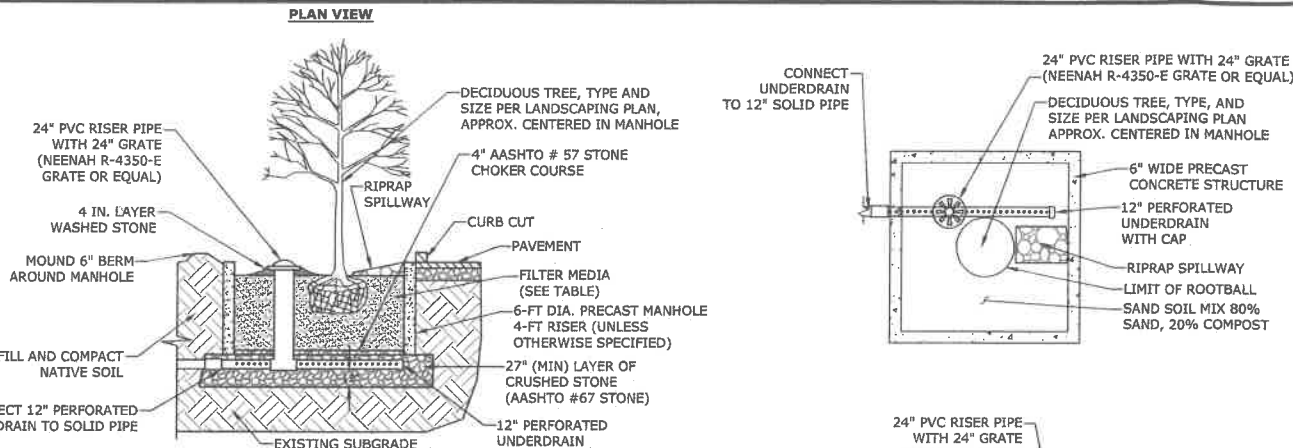 PLAN VIEW
24" PVC RISER PIPE
WITH 24" GRATE
(NEENAH R-4350-E
GRATE OR EQUAL)
4 IN. LAYER
WASHED STONE
MOUND 6" BERM
AROUND MANHOLE
FILL AND COMPACT
NATIVE SOIL
ECT 12" PERFORATED
DRAIN TO SOLID PIPE
EXISTING SUBGRADE
DECIDUOUS TREE, TYPE AND
SIZE PER LANDSCAPING PLAN,
APPROX. CENTERED IN MANHOLE
4" AASHTO # 57 STONE
CHOKER COURSE
RIPRAP
SPILLWAY
CURB CUT
PAVEMENT
FILTER MEDIA
(SEE TABLE)
6-FT DIA. PRECAST MANHOLE
4-FT RISER (UNLESS
OTHERWISE SPECIFIED)
27" (MIN) LAYER OF
CRUSHED STONE
(AASHTO #67 STONE)
12" PERFORATED
UNDERDRAIN
CONNECT
UNDERDRAIN
TO 12" SOLID PIPE
24" PVC RISER PIPE WITH 24" GRATE
(NEENAH R-4350-E GRATE OR EQUAL)
DECIDUOUS TREE, TYPE, AND
SIZE PER LANDSCAPING PLAN
APPROX. CENTERED IN MANHOLE
6" WIDE PRECAST
CONCRETE STRUCTURE
12" PERFORATED
UNDERDRAIN
WITH CAP
RIPRAP SPILLWAY
LIMIT OF ROOTBALL
SAND SOIL MIX 80%
SAND, 20% COMPOST
24" PVC RISER PIPE
WITH 24" GRATE